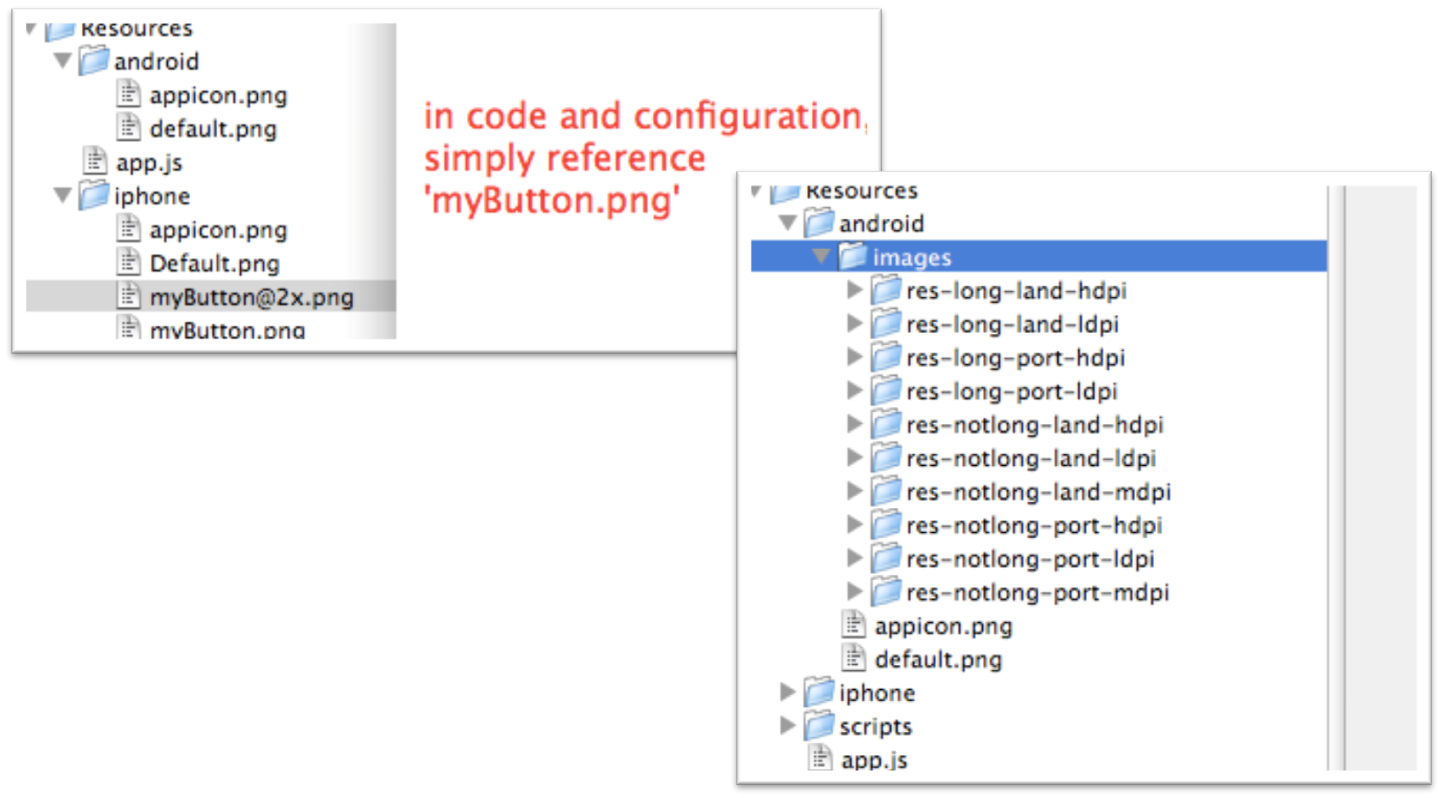 Resources
android
appicon.png
default.png
app.js
iphone
appicon.png
Default.png
myButton@2x.png
myButton.png
in code and configuration,
simply reference
'myButton.png'
Resources
android
images
res-long-land-hdpi
res-long-land-ldpi
res-long-port-hdpi
res-long-port-ldpi
res-notlong-land-hdpi
res-notlong-land-ldpi
res-notlong-land-mdpi
res-notlong-port-hdpi
res-notlong-port-ldpi
res-notlong-port-mdpi
appicon.png
default.png
iphone
scripts
app.js